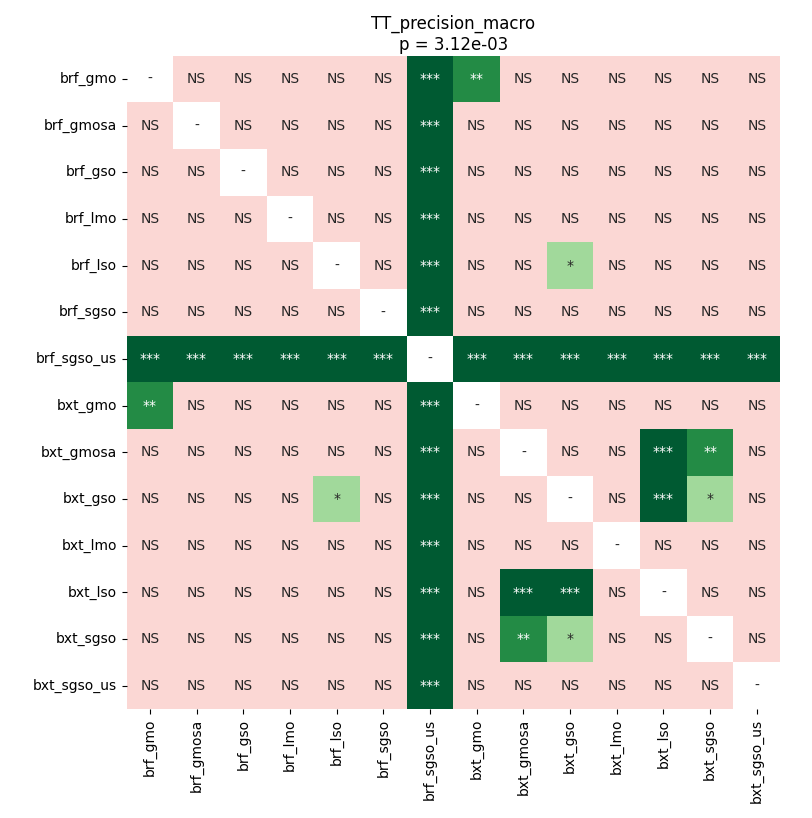 TT_precision_macro
p = 3.12e-03
brf_gmo - NS NS NS NS NS *** ** NS NS NS NS NS NS
brf_gmosa NS - NS NS NS NS *** NS NS NS NS NS NS NS
brf_gso NS NS - NS NS NS *** NS NS NS NS NS NS NS
brf_lmo NS NS NS - NS NS *** NS NS NS NS NS NS NS
brf_lso NS NS NS NS - NS *** NS NS * NS NS NS NS
brf_sgso NS NS NS NS NS - *** NS NS NS NS NS NS NS
brf_sgso_us *** *** *** *** *** *** - *** *** *** *** *** *** ***
bxt_gmo ** NS NS NS NS NS *** - NS NS NS NS NS NS
bxt_gmosa NS NS NS NS NS NS *** NS - NS NS *** ** NS
bxt_gso NS NS NS NS * NS *** NS NS - NS *** * NS
bxt_lmo NS NS NS NS NS NS *** NS NS NS - NS NS NS
bxt_lso NS NS NS NS NS NS *** NS *** *** NS - NS NS
bxt_sgso NS NS NS NS NS NS *** NS ** * NS NS - NS
bxt_sgso_us NS NS NS NS NS NS *** NS NS NS NS NS NS -
brf_gmo
brf_gmosa
brf_gso
brf_lmo
brf_lso
brf_sgso
brf_sgso_us
bxt_gmo
bxt_gmosa
bxt_gso
bxt_lmo
bxt_lso
bxt_sgso
bxt_sgso_us